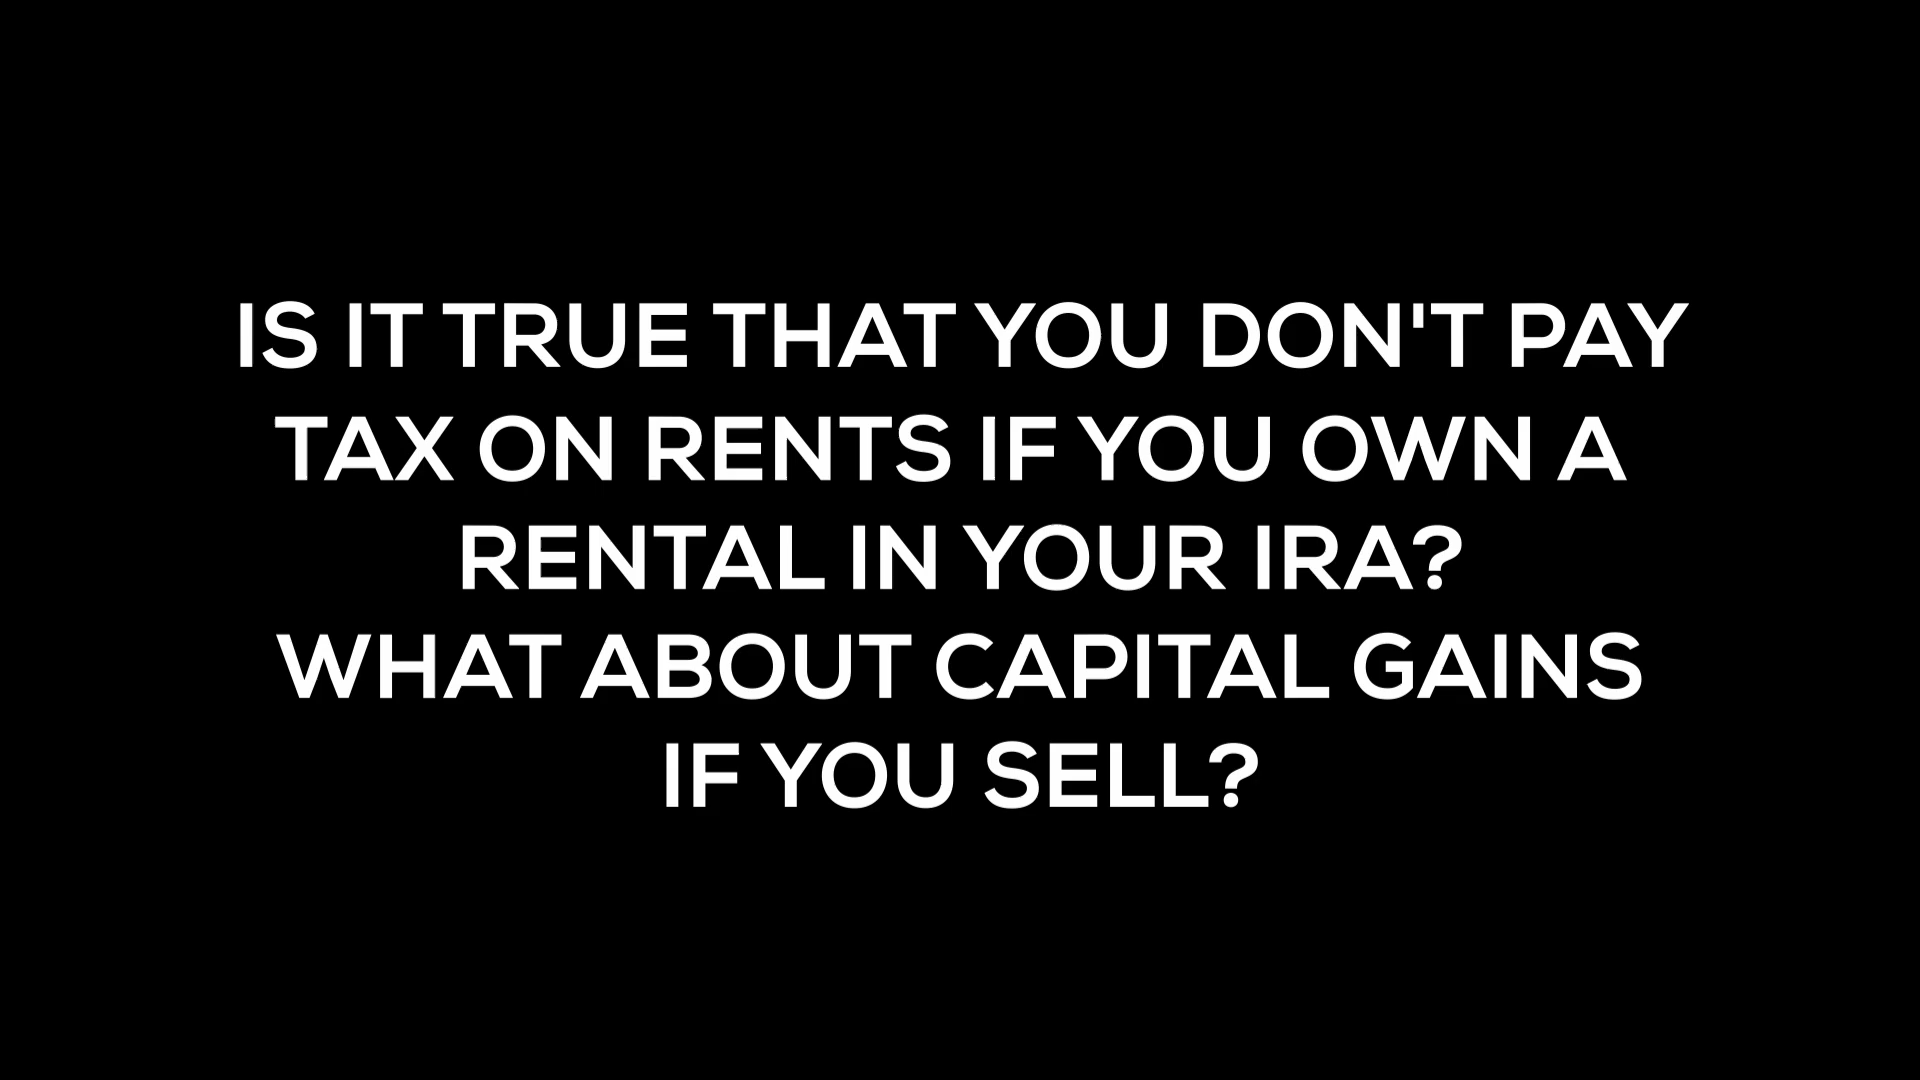 IS IT TRUE THAT YOU DON'T PAY
TAX ON RENTS IF YOU OWN A
RENTAL IN YOUR IRA?
WHAT ABOUT CAPITAL GAINS
IF YOU SELL?